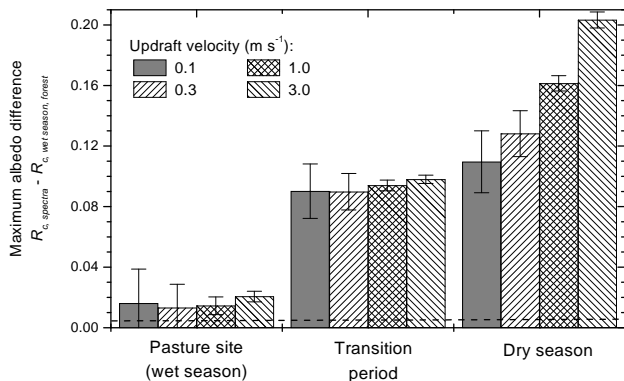 Maximum albedo difference
R c, spectra - R c, wet season, forest
0.20
0.16
0.12
0.08
0.04
0.00
Updraft velocity (m s⁻¹):
0.1 1.0
0.3 3.0
Pasture site Transition Dry season
(wet season) period